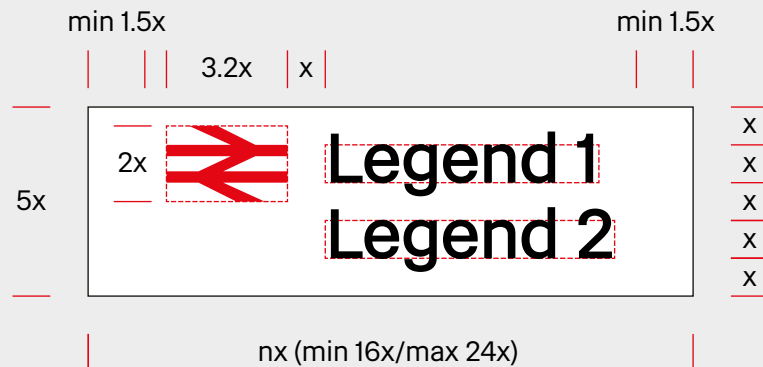 min 1.5x
min 1.5x
3.2x
x
x
2x
Legend 1
x
x
5x
Legend 2
x
x
nx (min 16x/max 24x)